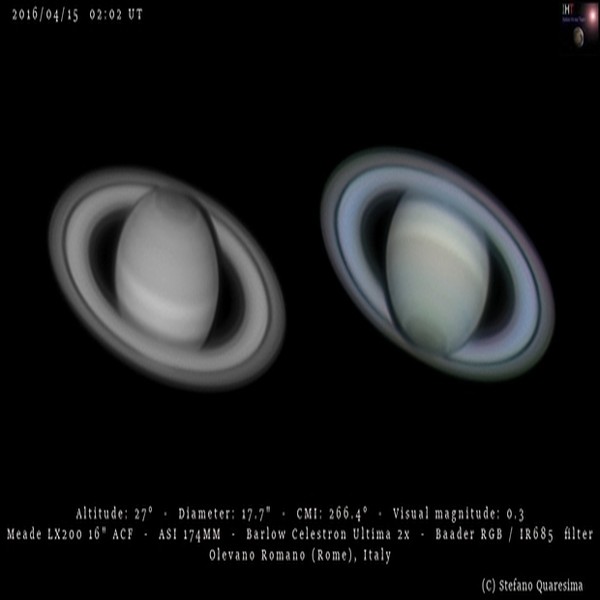 2016/04/15 02:02 UT
IHT
Altitude: 27° - Diameter: 17.7" - CMI: 266.4° - Visual magnitude: 0.3
Meade LX200 16" ACF - ASI 174MM - Barlow Celestron Ultima 2x - Baader RGB / IR685 filter
Olevano Romano (Rome), Italy
(C) Stefano Quaresima